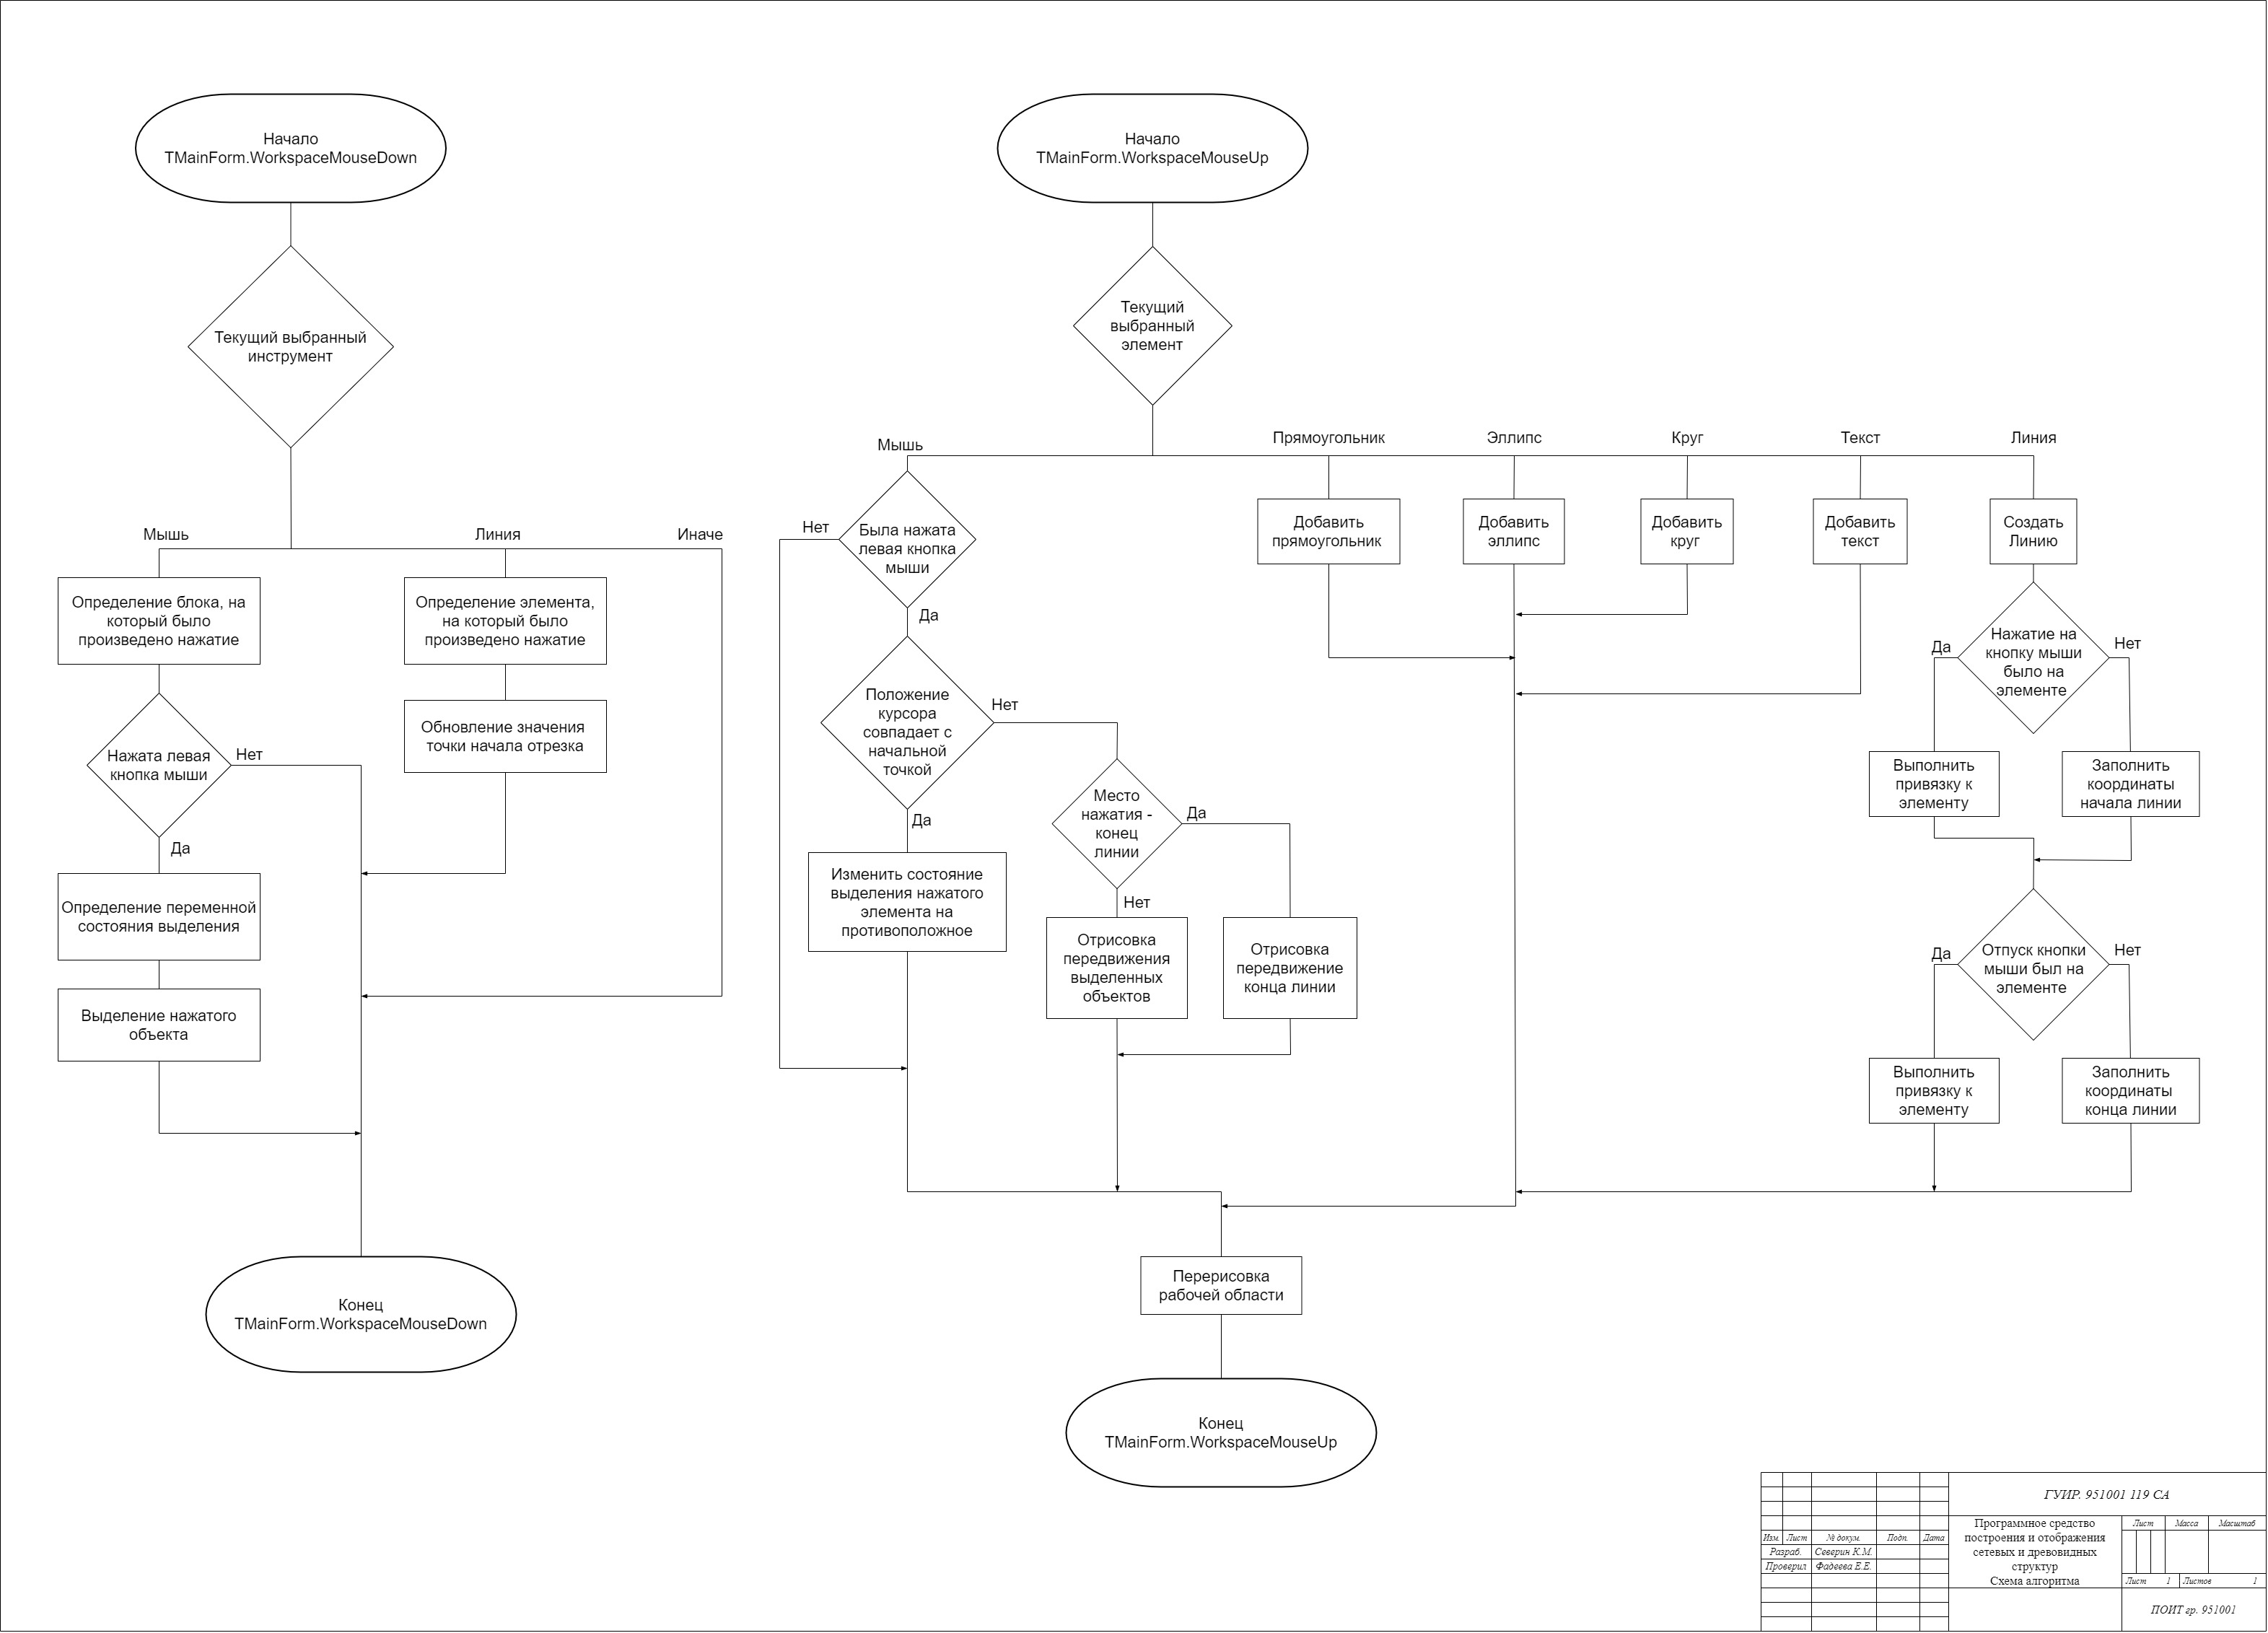 Начало
TMainForm.WorkspaceMouseDown
Текущий выбранный
инструмент
Мышь
Линия
Иначе
Определение блока, на
который было
произведено нажатие
Определение элемента,
на который было
произведено нажатие
Обновление значения
точки начала отрезка
Нажата левая
кнопка мыши
Нет
Да
Определение переменной
состояния выделения
Выделение нажатого
объекта
Конец
TMainForm.WorkspaceMouseDown
Начало
TMainForm.WorkspaceMouseUp
Текущий
выбранный
элемент
Мышь
Прямоугольник
Эллипс
Круг
Текст
Линия
Была нажата
левая кнопка
мыши
Нет
Да
Положение
курсора
совпадает с
начальной
точкой
Нет
Да
Место
нажатия -
конец
линии
Да
Нет
Изменить состояние
выделения нажатого
элемента на
противоположное
Отрисовка
передвижения
выделенных
объектов
Отрисовка
передвижение
конца линии
Добавить
прямоугольник
Добавить
эллипс
Добавить
круг
Добавить
текст
Создать
Линию
Нажатие на
кнопку мыши
было на
элементе
Да
Нет
Выполнить
привязку к
элементу
Заполнить
координаты
начала линии
Отпуск кнопки
мыши был на
элементе
Да
Нет
Выполнить
привязку к
элементу
Заполнить
координаты
конца линии
Перерисовка
рабочей области
Конец
TMainForm.WorkspaceMouseUp
ГУИР. 951001 119 СА
Изм. Лист № докум. Подп. Дата
Разраб. Северин К.М.
Проверил Фадеева Е.Е.
Программное средство
построения и отображения
сетевых и древовидных
структур
Схема алгоритма
Лист Масса Масштаб
Лист 1 Листов 1
ПОИТ гр. 951001